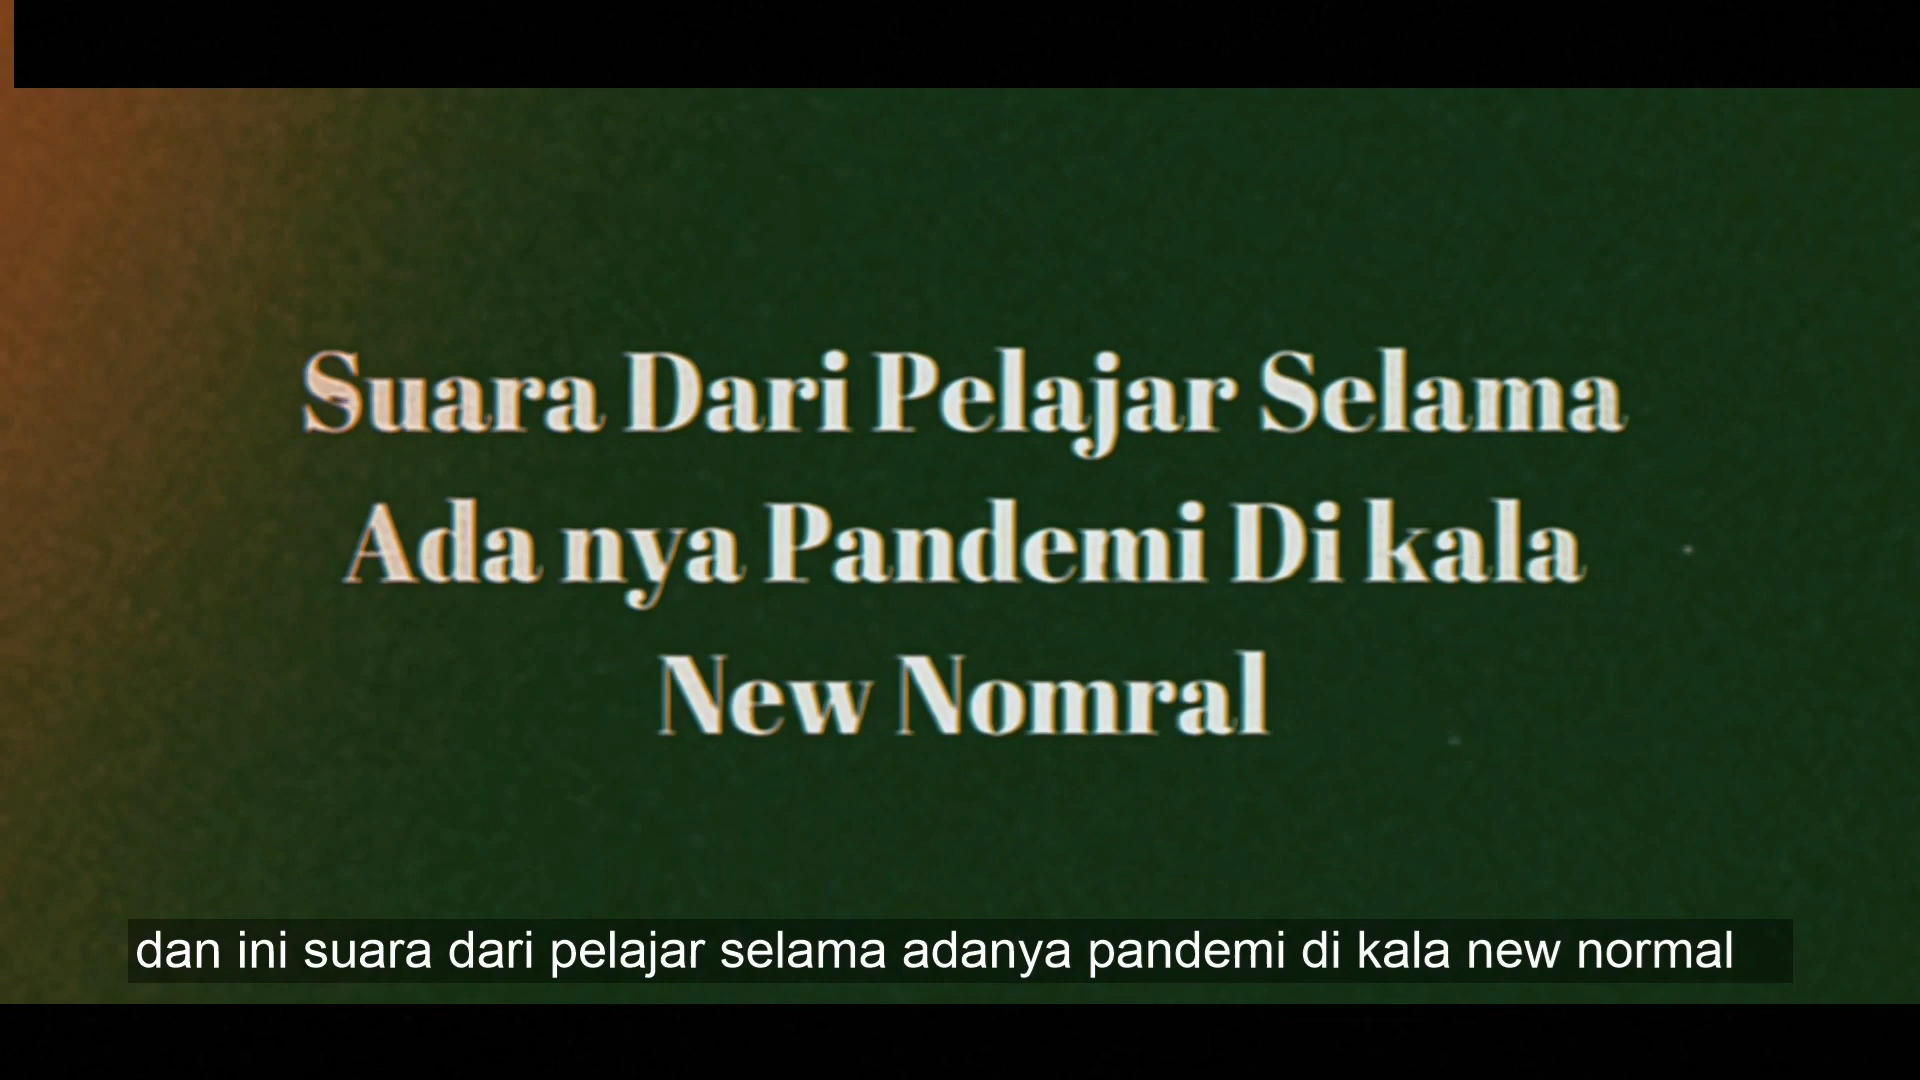 Suara Dari Pelajar Selama
Ada nya Pandemi Di kala
New Nomral
dan ini suara dari pelajar selama adanya pandemi di kala new normal